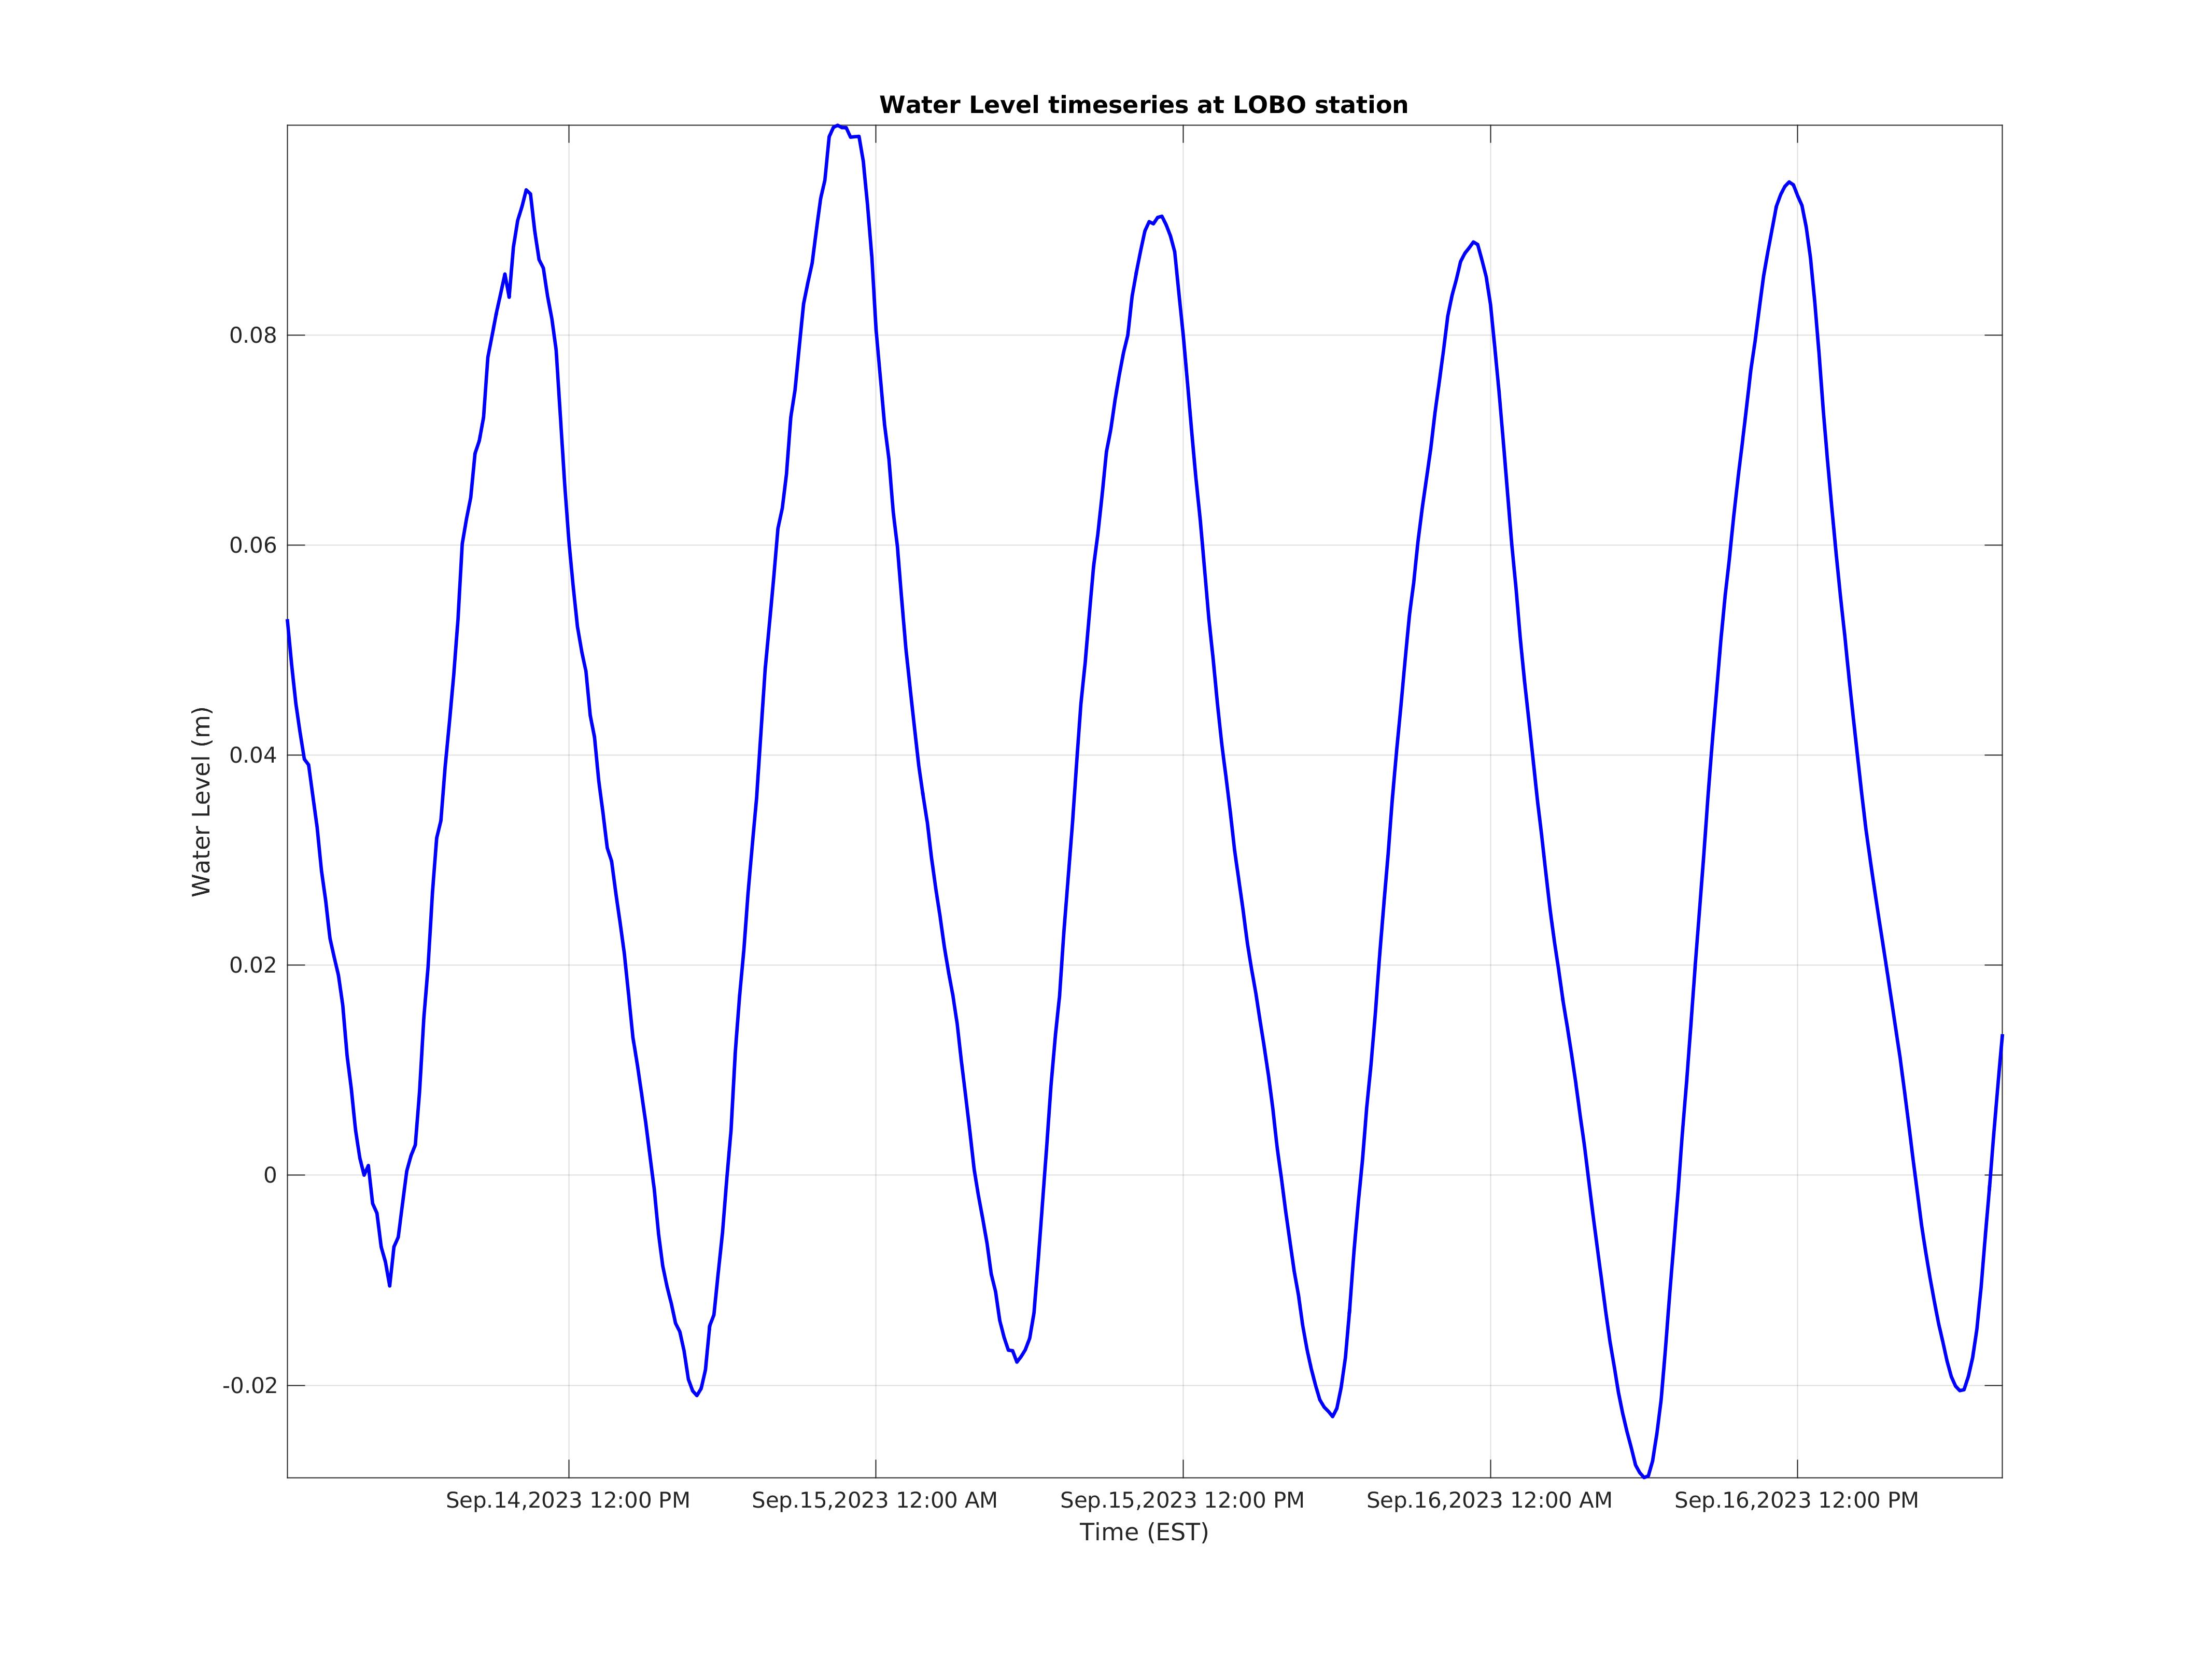 Water Level timeseries at LOBO station
Water Level (m)
0.08
0.06
0.04
0.02
0
-0.02
Sep.14,2023 12:00 PM
Sep.15,2023 12:00 AM
Sep.15,2023 12:00 PM
Sep.16,2023 12:00 AM
Sep.16,2023 12:00 PM
Time (EST)